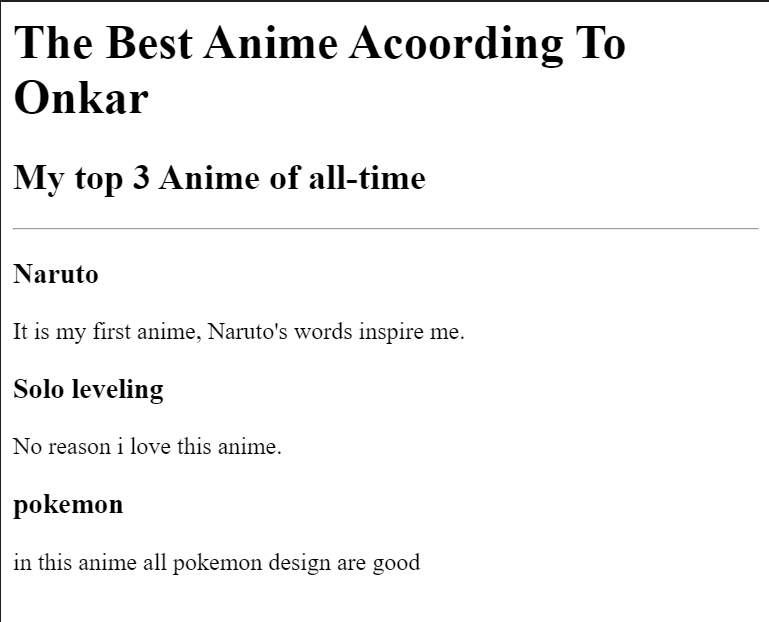 The Best Anime Acoording To
Onkar
My top 3 Anime of all-time
Naruto
It is my first anime, Naruto's words inspire me.
Solo leveling
No reason i love this anime.
pokemon
in this anime all pokemon design are good